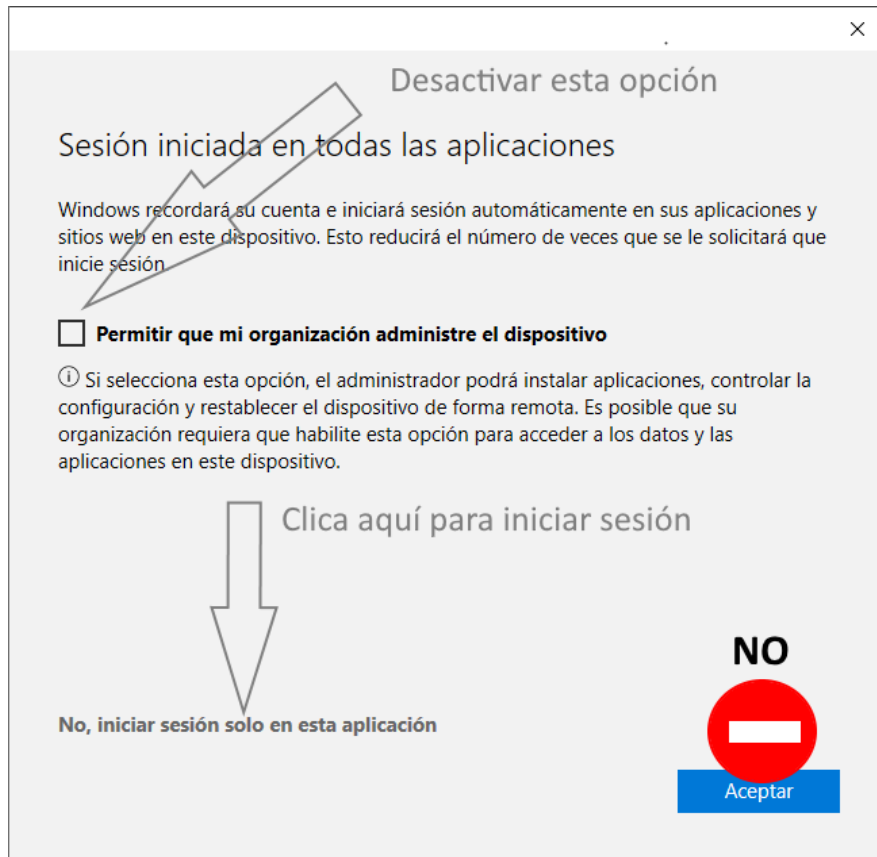 Desactivar esta opción
Sesión iniciada en todas las aplicaciones
Windows recordará su cuenta e iniciará sesión automáticamente en sus aplicaciones y
sitios web en este dispositivo. Esto reducirá el número de veces que se le solicitará que
inicie sesión.
Permitir que mi organización administre el dispositivo
Si selecciona esta opción, el administrador podrá instalar aplicaciones, controlar la
configuración y restablecer el dispositivo de forma remota. Es posible que su
organización requiera que habilite esta opción para acceder a los datos y las
aplicaciones en este dispositivo.
Clica aquí para iniciar sesión
NO
No, iniciar sesión solo en esta aplicación
Aceptar